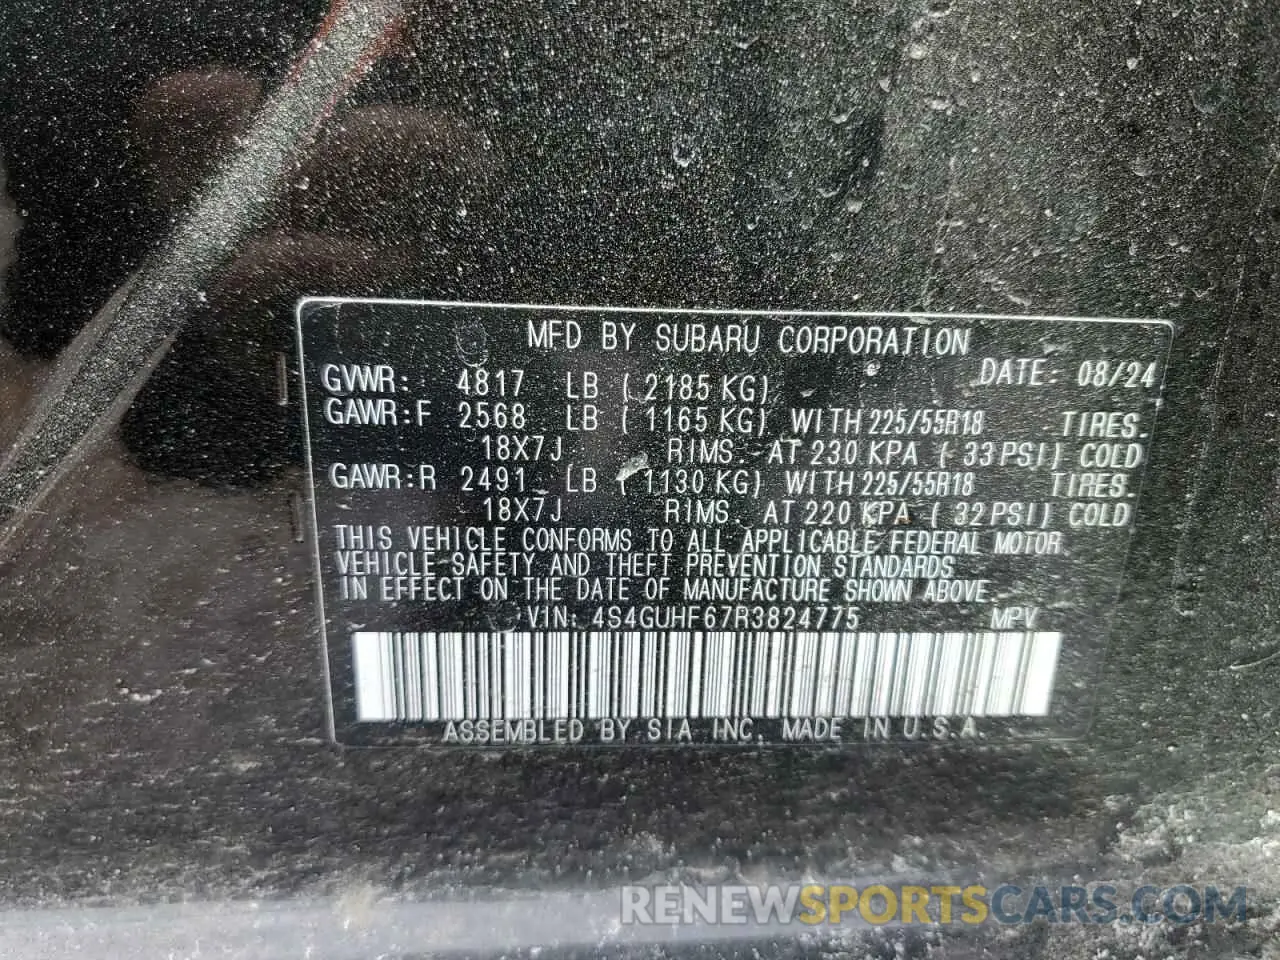 MFD BY SUBARU CORPORATION
GVWR: 4817 LB ( 2185 KG) DATE: 08/24
GAWR:F 2568 LB ( 1165 KG) WITH 225/55R18 TIRES.
18X7J RIMS. AT 230 KPA ( 33PSI) COLD
GAWR:R 2491 LB ( 1130 KG) WITH 225/55R18 TIRES.
18X7J RIMS. AT 220 KPA ( 32PSI) COLD
THIS VEHICLE CONFORMS TO ALL APPLICABLE FEDERAL MOTOR
VEHICLE SAFETY AND THEFT PREVENTION STANDARDS
IN EFFECT ON THE DATE OF MANUFACTURE SHOWN ABOVE
VIN: 4S4GUHF67R3824775 MPV
ASSEMBLED BY SIA INC. MADE IN U.S.A.
RENEWSPORTSCARS.COM